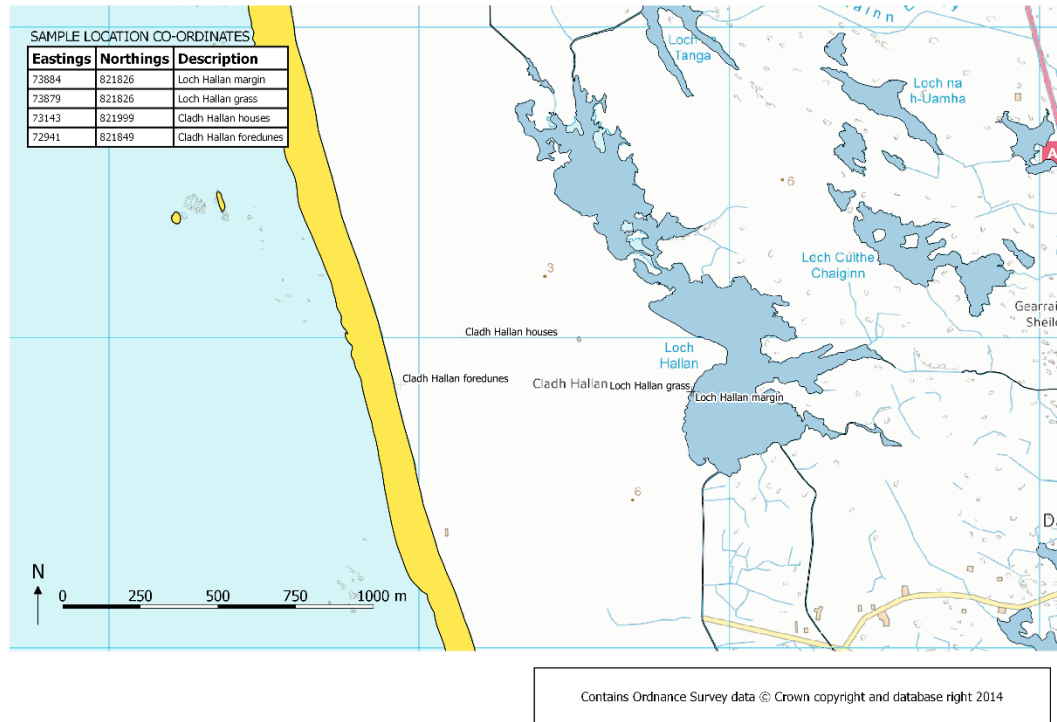 SAMPLE LOCATION CO-ORDINATES
Eastings Northings Description
73884 821826 Loch Hallan margin
73879 821826 Loch Hallan grass
73143 821999 Cladh Hallan houses
72941 821849 Cladh Hallan foredunes
Loch
Tanga
Loch na
h-Uamha
A
6
Loch Cuithe
Chaiginn
3
Gearrai
Sheile
Cladh Hallan houses
Loch
Hallan
Cladh Hallan foredunes
Cladh Hallan
Loch Hallan grass
Loch Hallan margin
6
Da
N
0 250 500 750 1000 m
Contains Ordnance Survey data © Crown copyright and database right 2014